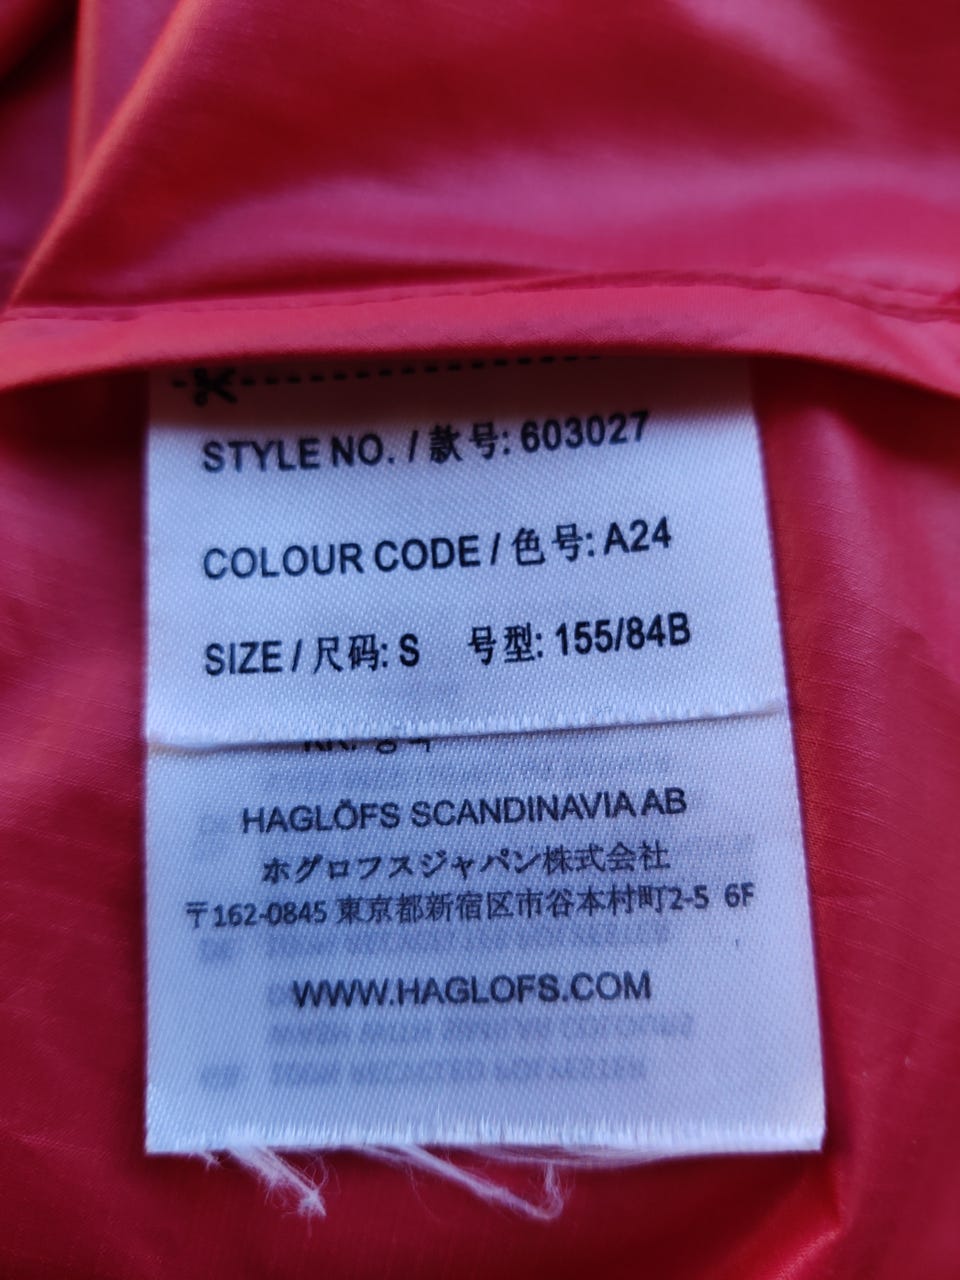 STYLE NO. / 款号: 603027
COLOUR CODE / 色号: A24
SIZE / 尺码: S 号型: 155/84B
HAGLÖFS SCANDINAVIA AB
ホグロフスジャパン株式会社
〒162-0845 東京都新宿区市谷本村町2-5 6F
WWW.HAGLOFS.COM